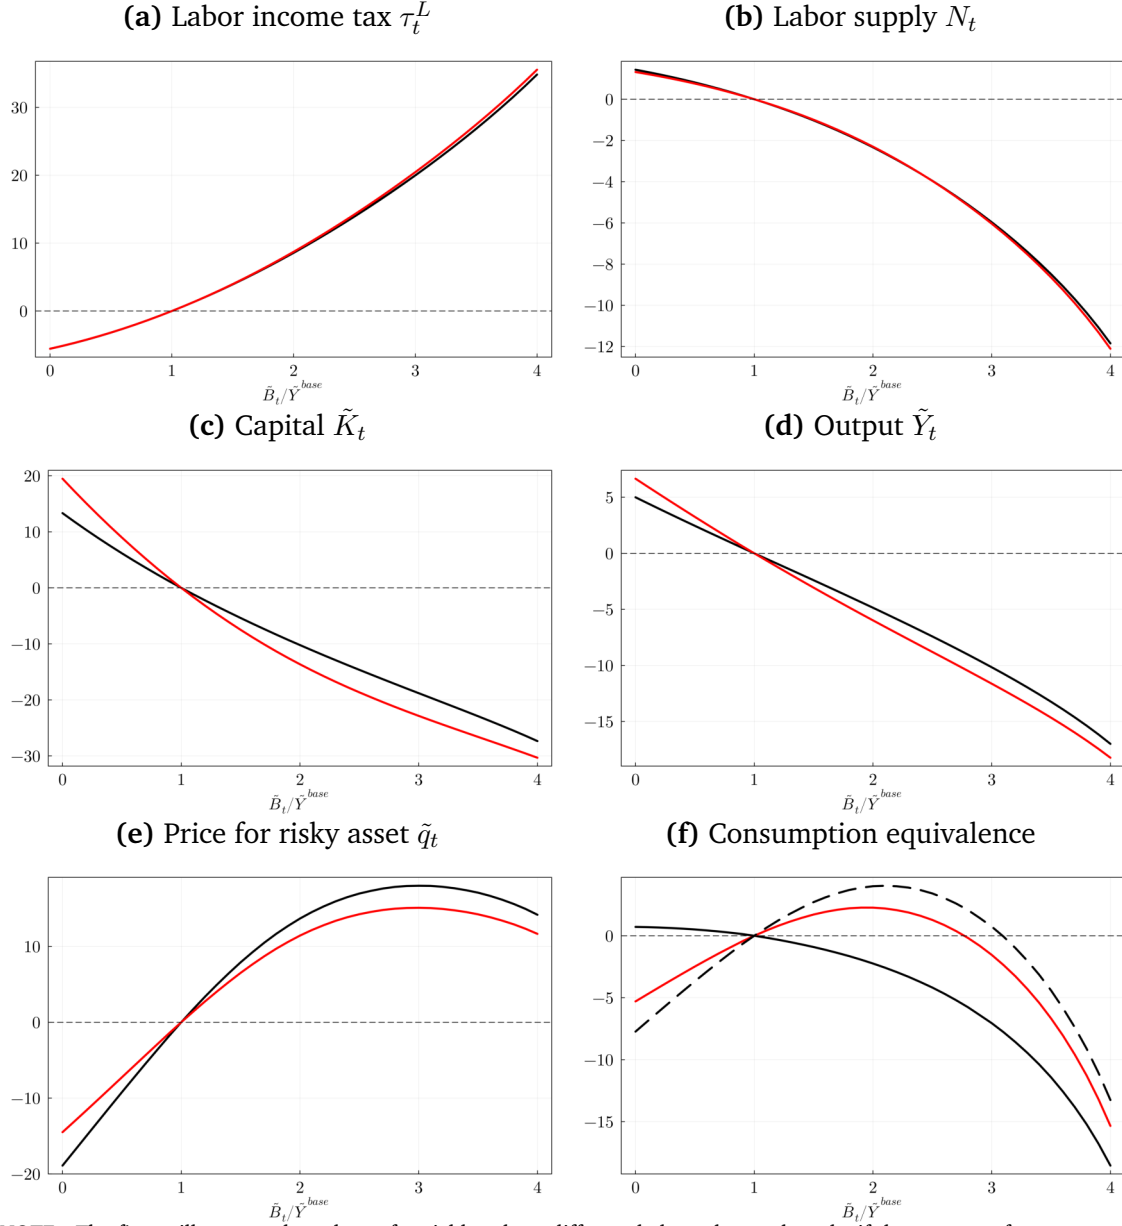 (a) Labor income tax τ_t^L
30
20
10
0
0 1 2 3 4
B̃_t/Ỹ^base
(b) Labor supply N_t
0
−2
−4
−6
−8
−10
−12
0 1 2 3 4
B̃_t/Ỹ^base
(c) Capital K̃_t
20
10
0
−10
−20
−30
0 1 2 3 4
B̃_t/Ỹ^base
(d) Output Ỹ_t
5
0
−5
−10
−15
0 1 2 3 4
B̃_t/Ỹ^base
(e) Price for risky asset q̃_t
10
0
−10
−20
0 1 2 3 4
B̃_t/Ỹ^base
(f) Consumption equivalence
0
−5
−10
−15
0 1 2 3 4
B̃_t/Ỹ^base